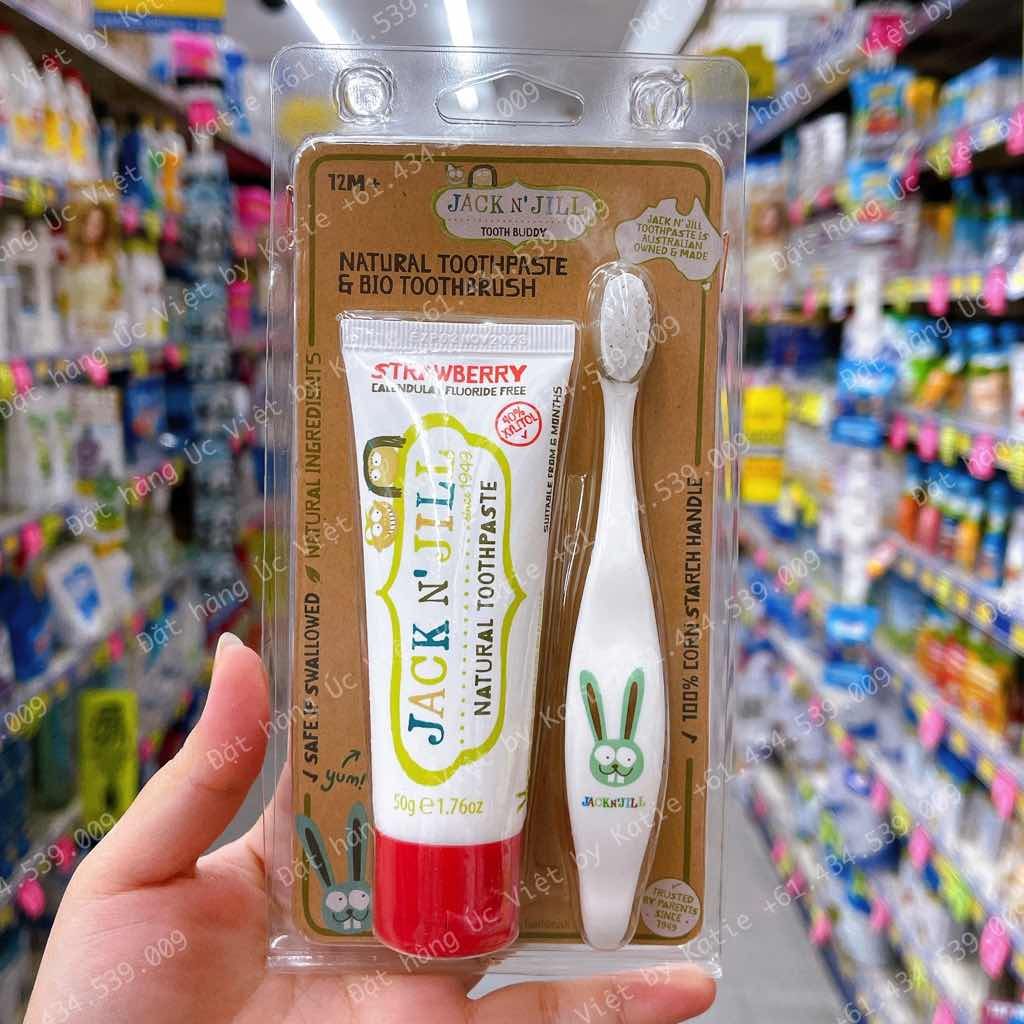 12M+
JACK N' JILL
TOOTH BUDDY
JACK N' JILL
TOOTHPASTE IS
AUSTRALIAN
OWNED & MADE
NATURAL TOOTHPASTE
& BIO TOOTHBRUSH
STRAWBERRY
CALENDULA FLUORIDE FREE
40%
XYLITOL
SUITABLE FROM 6 MONTHS
JACK N' JILL
since 1949
NATURAL TOOTHPASTE
50g e 1.76oz
✓ SAFE IF SWALLOWED NATURAL INGREDIENTS
yum!
✓ 100% CORN STARCH HANDLE
JACK N' JILL
TRUSTED
BY PARENTS
SINCE
1949
Đặt hàng Úc Việt by Katie +61.434.539.009